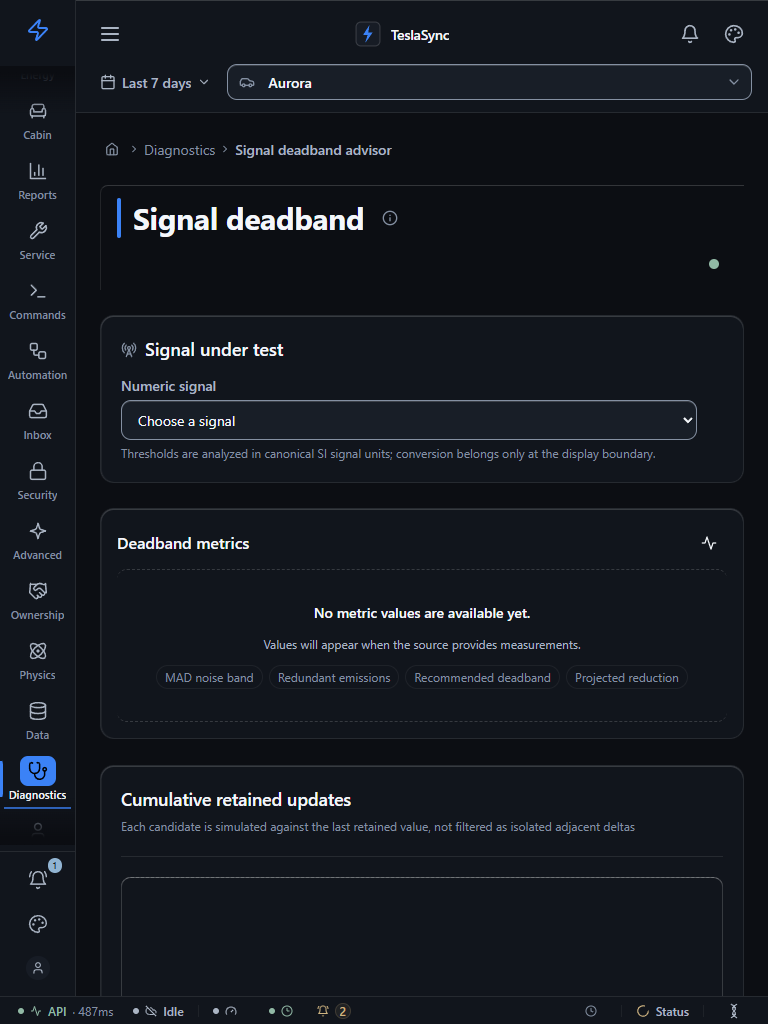 TeslaSync
Last 7 days
Aurora
Energy
Cabin
Reports
Service
Commands
Automation
Inbox
Security
Advanced
Ownership
Physics
Data
Diagnostics
1
Diagnostics
Signal deadband advisor
Signal deadband
Signal under test
Numeric signal
Choose a signal
Thresholds are analyzed in canonical SI signal units; conversion belongs only at the display boundary.
Deadband metrics
No metric values are available yet.
Values will appear when the source provides measurements.
MAD noise band Redundant emissions Recommended deadband Projected reduction
Cumulative retained updates
Each candidate is simulated against the last retained value, not filtered as isolated adjacent deltas
API · 487ms Idle 2 Status